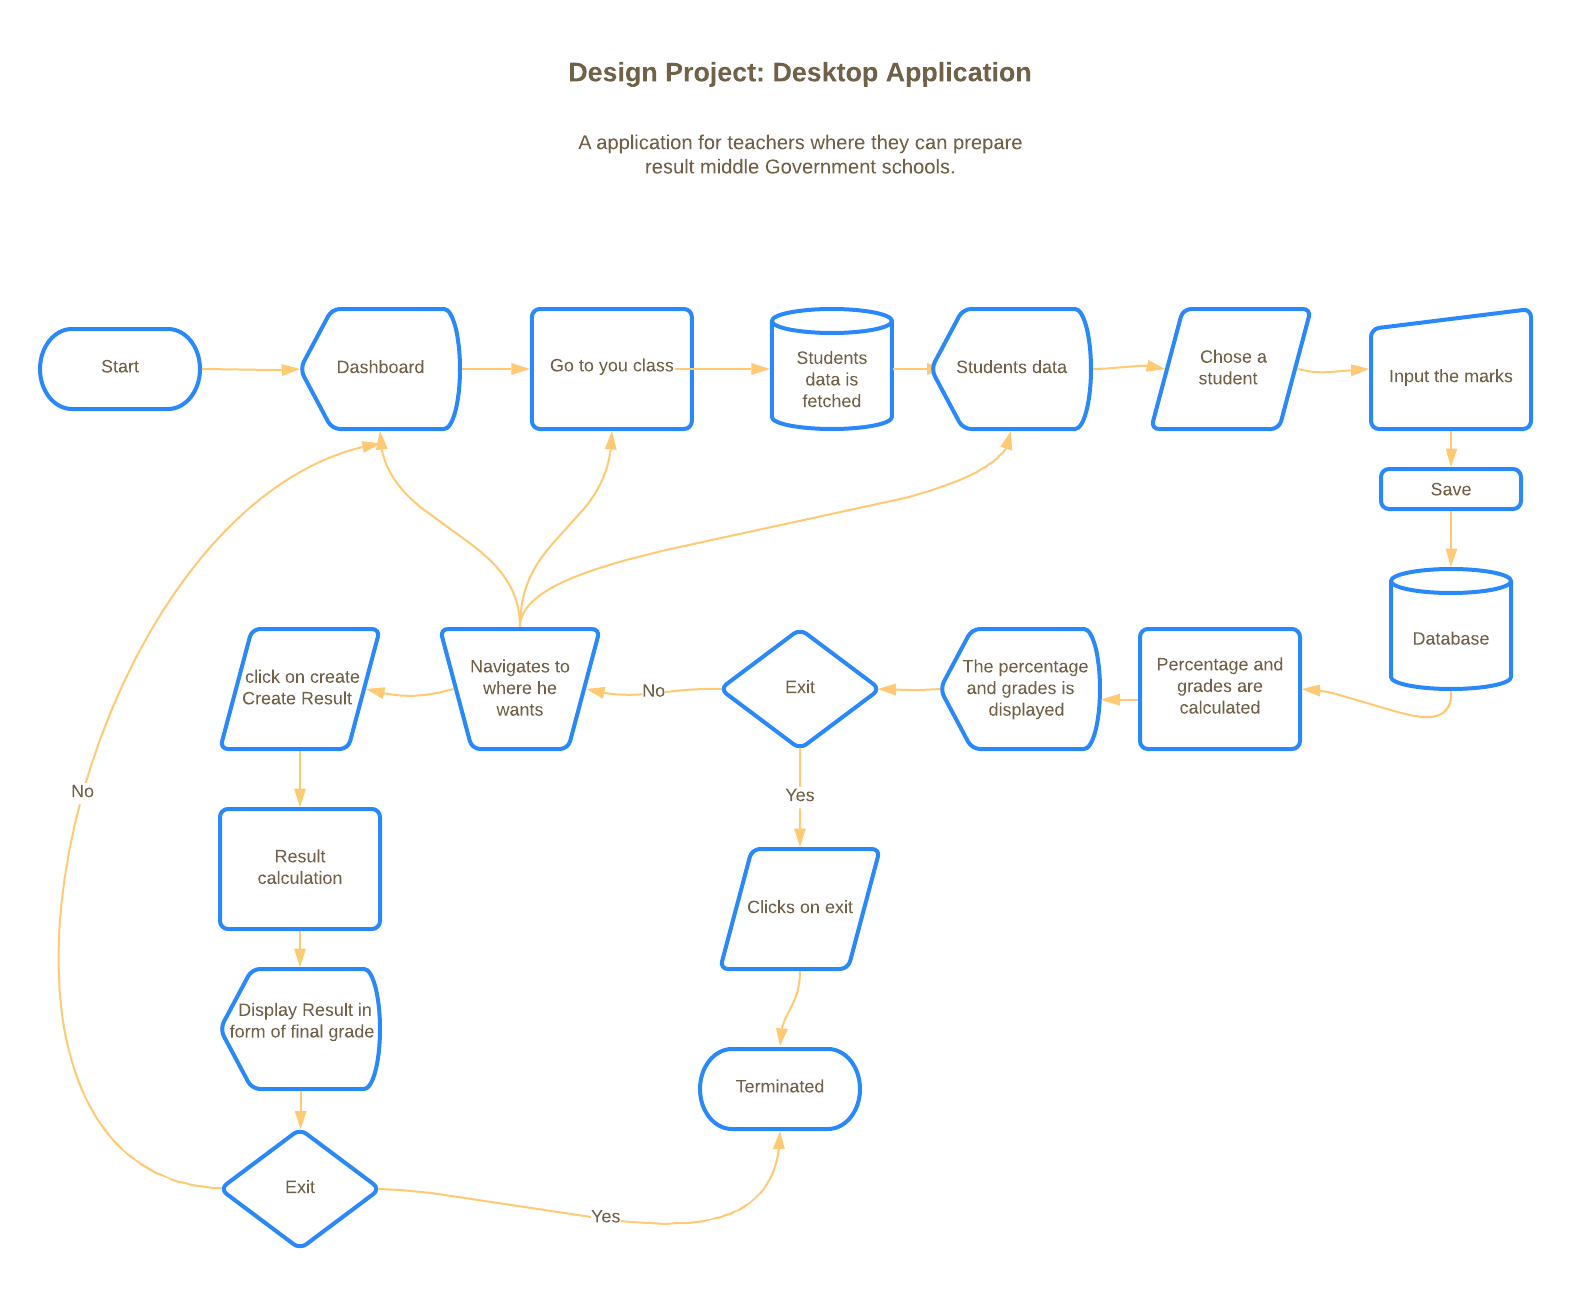 Design Project: Desktop Application
A application for teachers where they can prepare
result middle Government schools.
Start
Dashboard
Go to you class
Students
data is
fetched
Students data
Chose a
student
Input the marks
Save
Database
Percentage and
grades are
calculated
The percentage
and grades is
displayed
Exit
No
Navigates to
where he
wants
click on create
Create Result
Yes
No
Result
calculation
Clicks on exit
Display Result in
form of final grade
Terminated
Exit
Yes